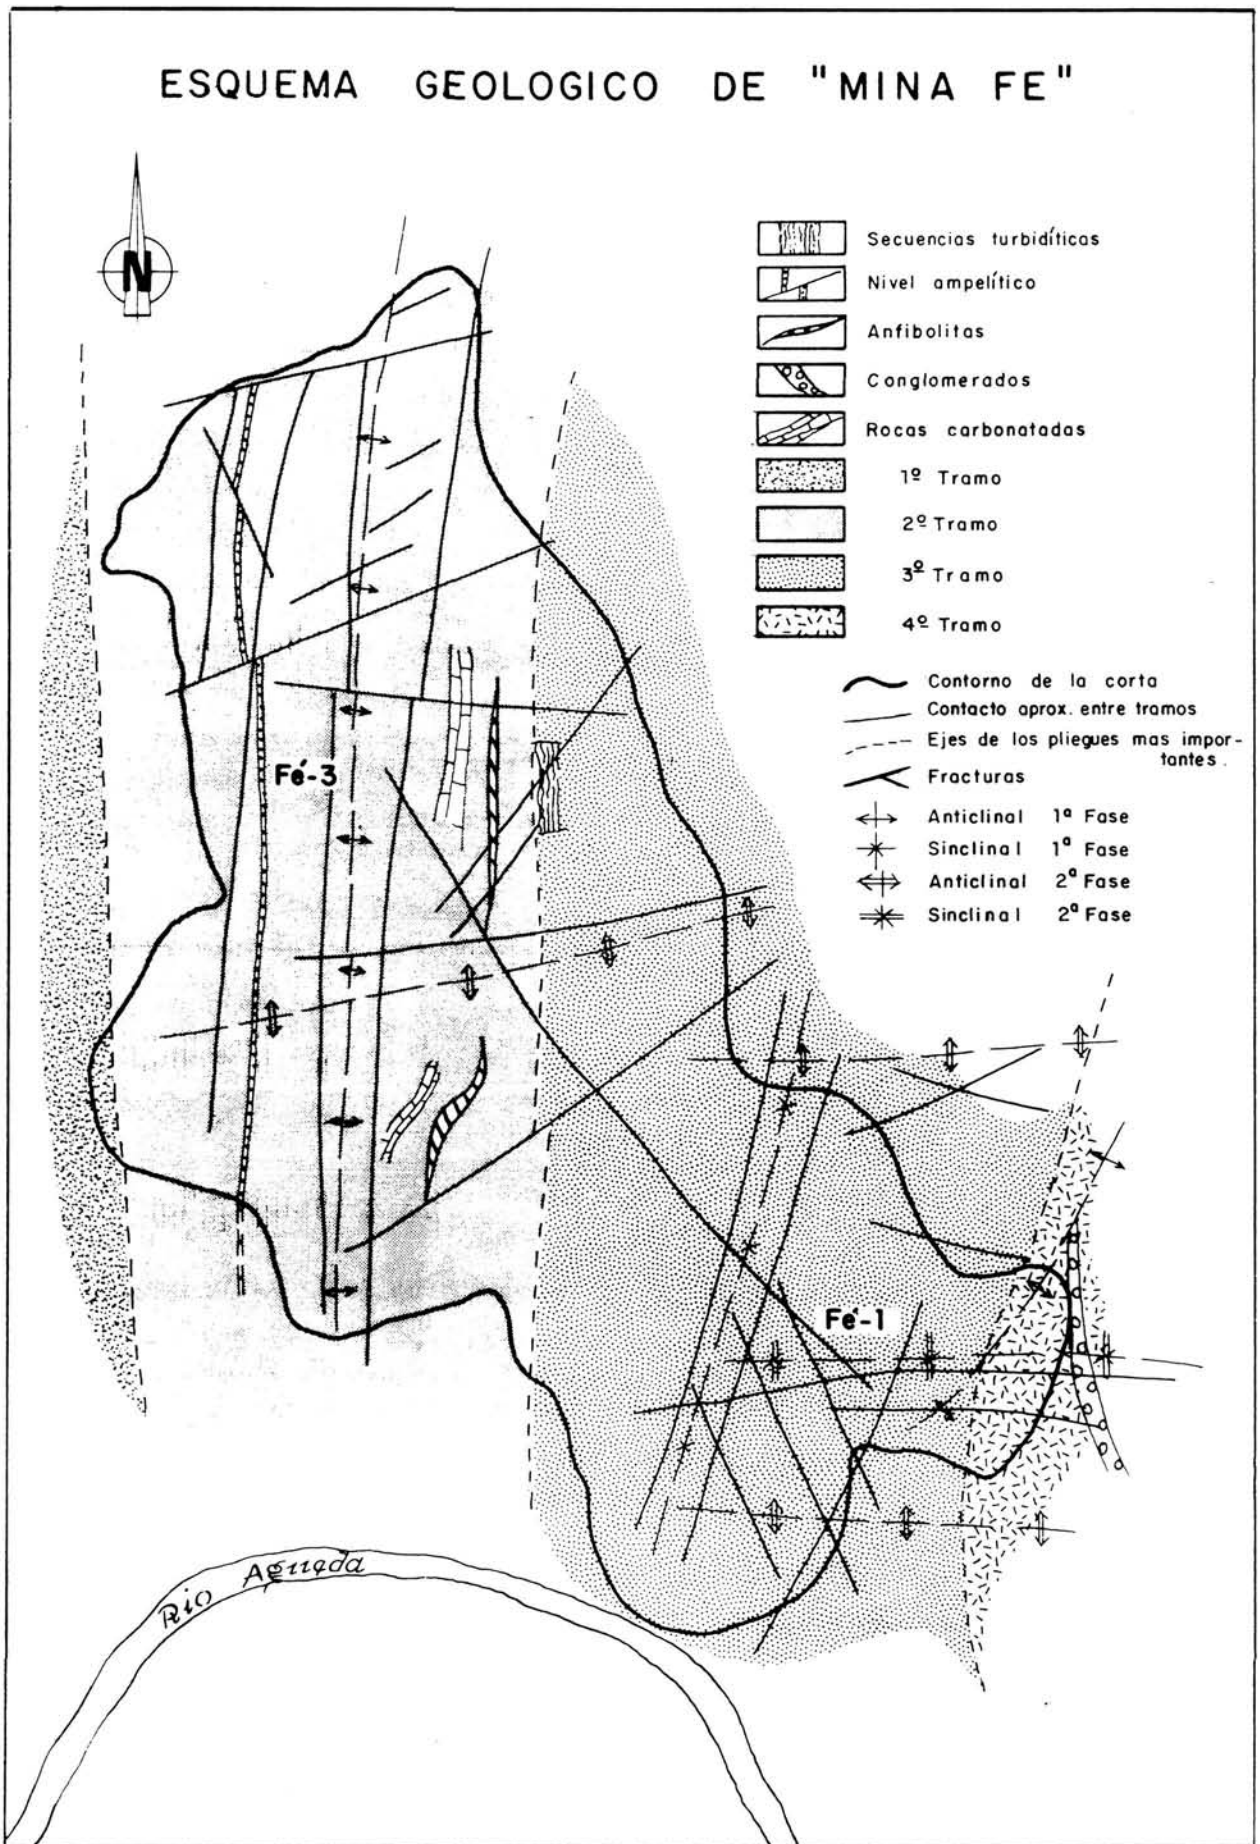 ESQUEMA GEOLOGICO DE "MINA FE"
N
Secuencias turbidíticas
Nivel ampelítico
Anfibolitas
Conglomerados
Rocas carbonatadas
1º Tramo
2º Tramo
3º Tramo
4º Tramo
Contorno de la corta
Contacto aprox. entre tramos
Ejes de los pliegues mas impor-
tantes.
Fracturas
Anticlinal 1ª Fase
Sinclinal 1ª Fase
Anticlinal 2ª Fase
Sinclinal 2ª Fase
Fé-3
Fé-1
Rio Agueda